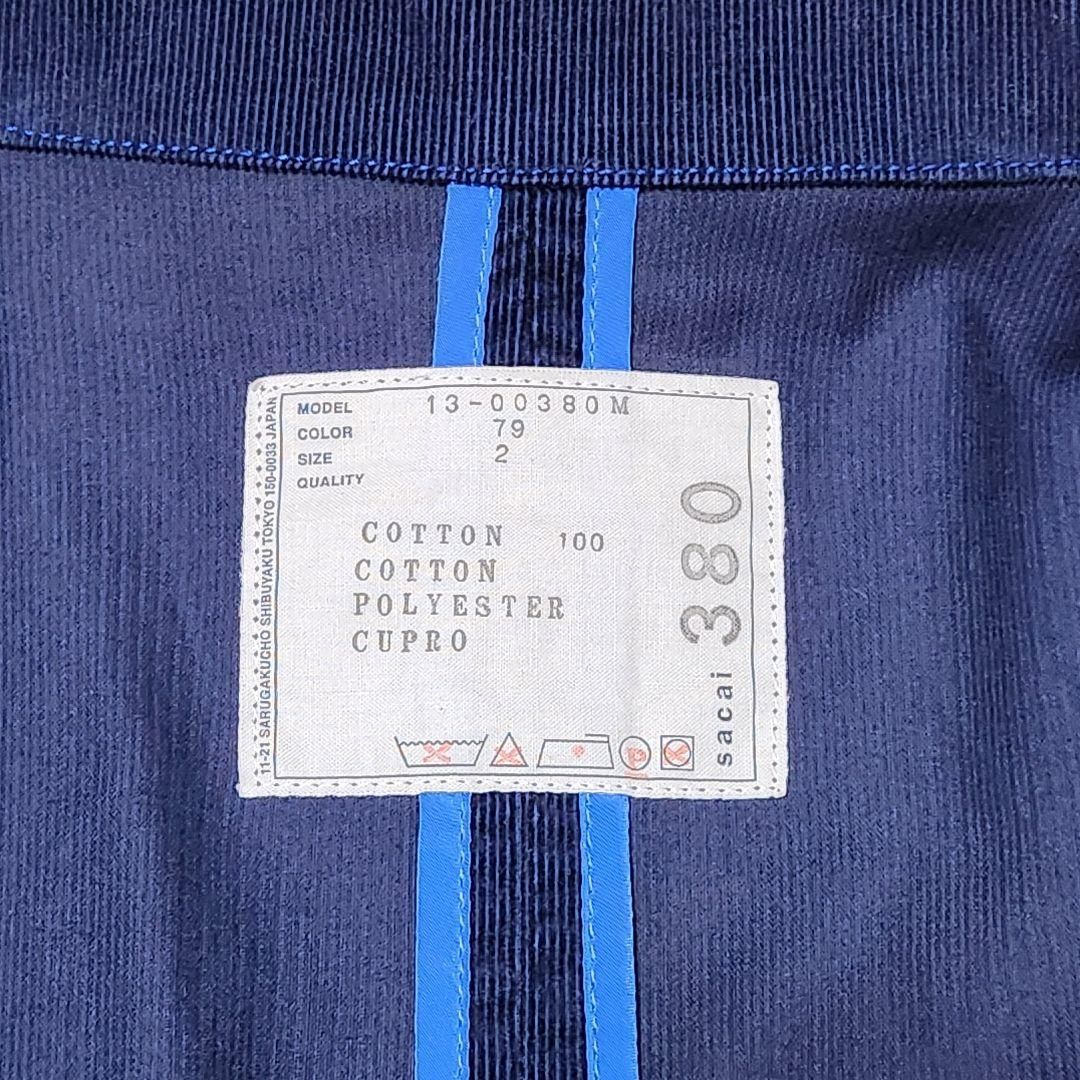 MODEL 13-00380M
COLOR 79
SIZE 2
QUALITY
COTTON 100
COTTON
POLYESTER
CUPRO
P
sacai 380
11-21 SARUGAKUCHO SHIBUYAKU TOKYO 150-0033 JAPAN